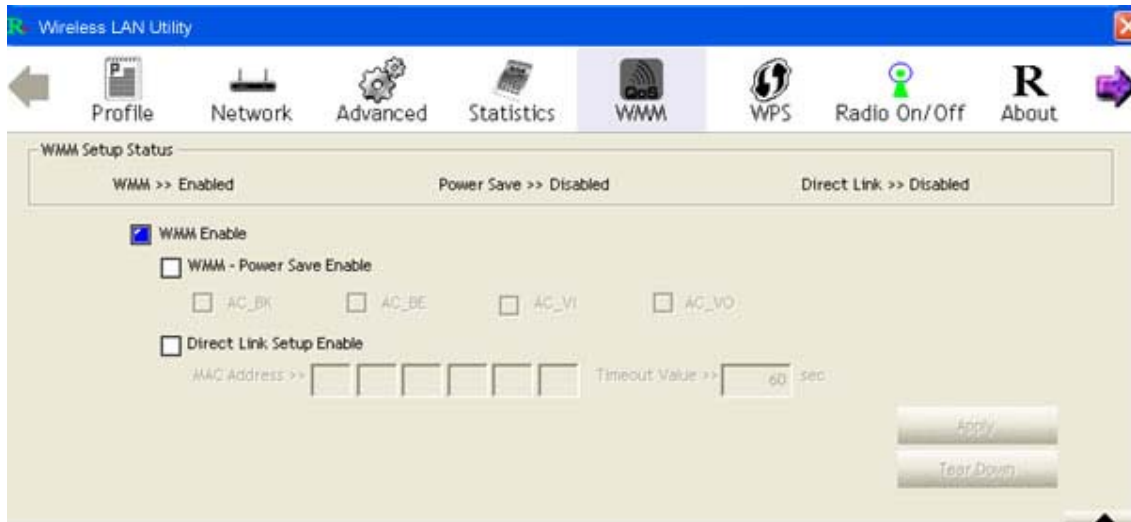 R Wireless LAN Utility
P
QoS
Profile Network Advanced Statistics WMM WPS Radio On/Off About
R
WMM Setup Status
WMM >> Enabled Power Save >> Disabled Direct Link >> Disabled
WMM Enable
WMM - Power Save Enable
AC_BK AC_BE AC_VI AC_VO
Direct Link Setup Enable
MAC Address >> Timeout Value >> 60 sec
Apply
Tear Down